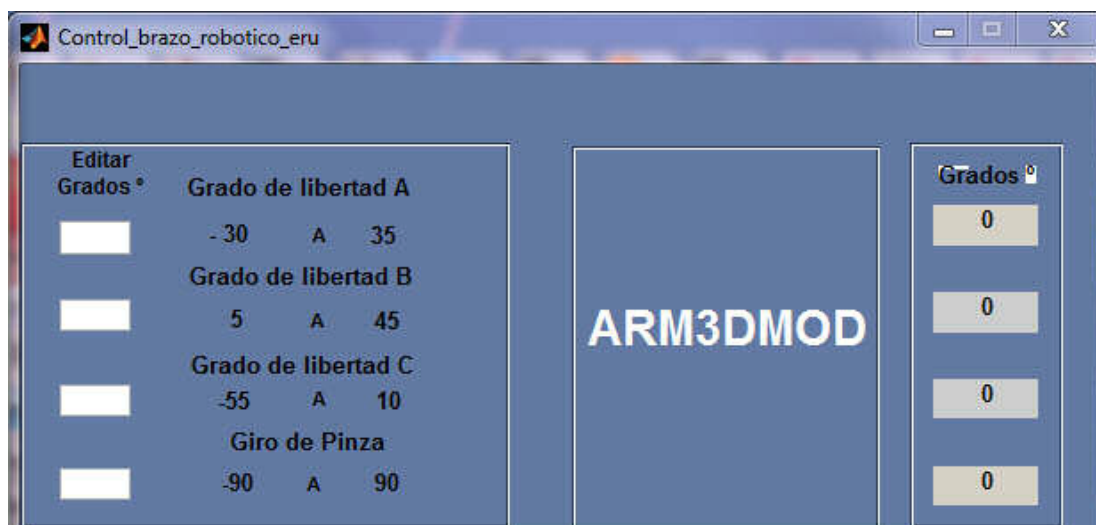 Control_brazo_robotico_eru
Editar
Grados º
Grado de libertad A
- 30 A 35
Grado de libertad B
5 A 45
Grado de libertad C
-55 A 10
Giro de Pinza
-90 A 90
ARM3DMOD
Grados º
0
0
0
0